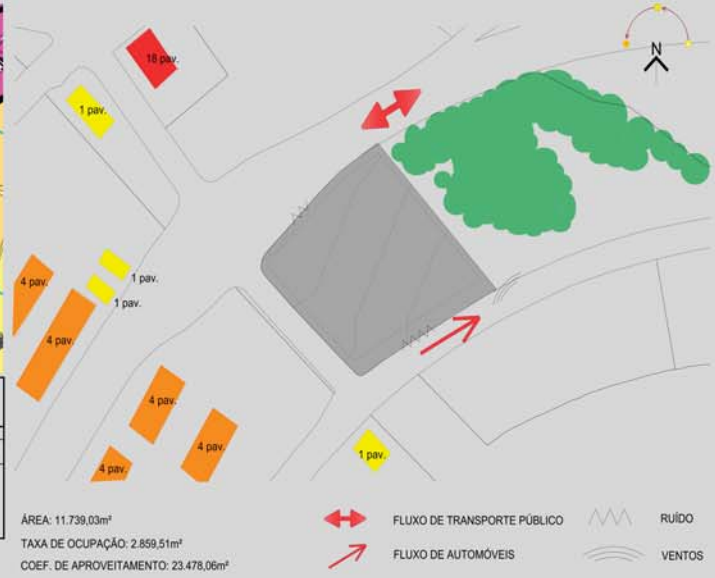 N
18 pav.
1 pav.
1 pav.
1 pav.
4 pav.
4 pav.
4 pav.
4 pav.
4 pav.
1 pav.
ÁREA: 11.739,03m²
TAXA DE OCUPAÇÃO: 2.859,51m²
COEF. DE APROVEITAMENTO: 23.478,06m²
FLUXO DE TRANSPORTE PÚBLICO
FLUXO DE AUTOMÓVEIS
RUÍDO
VENTOS